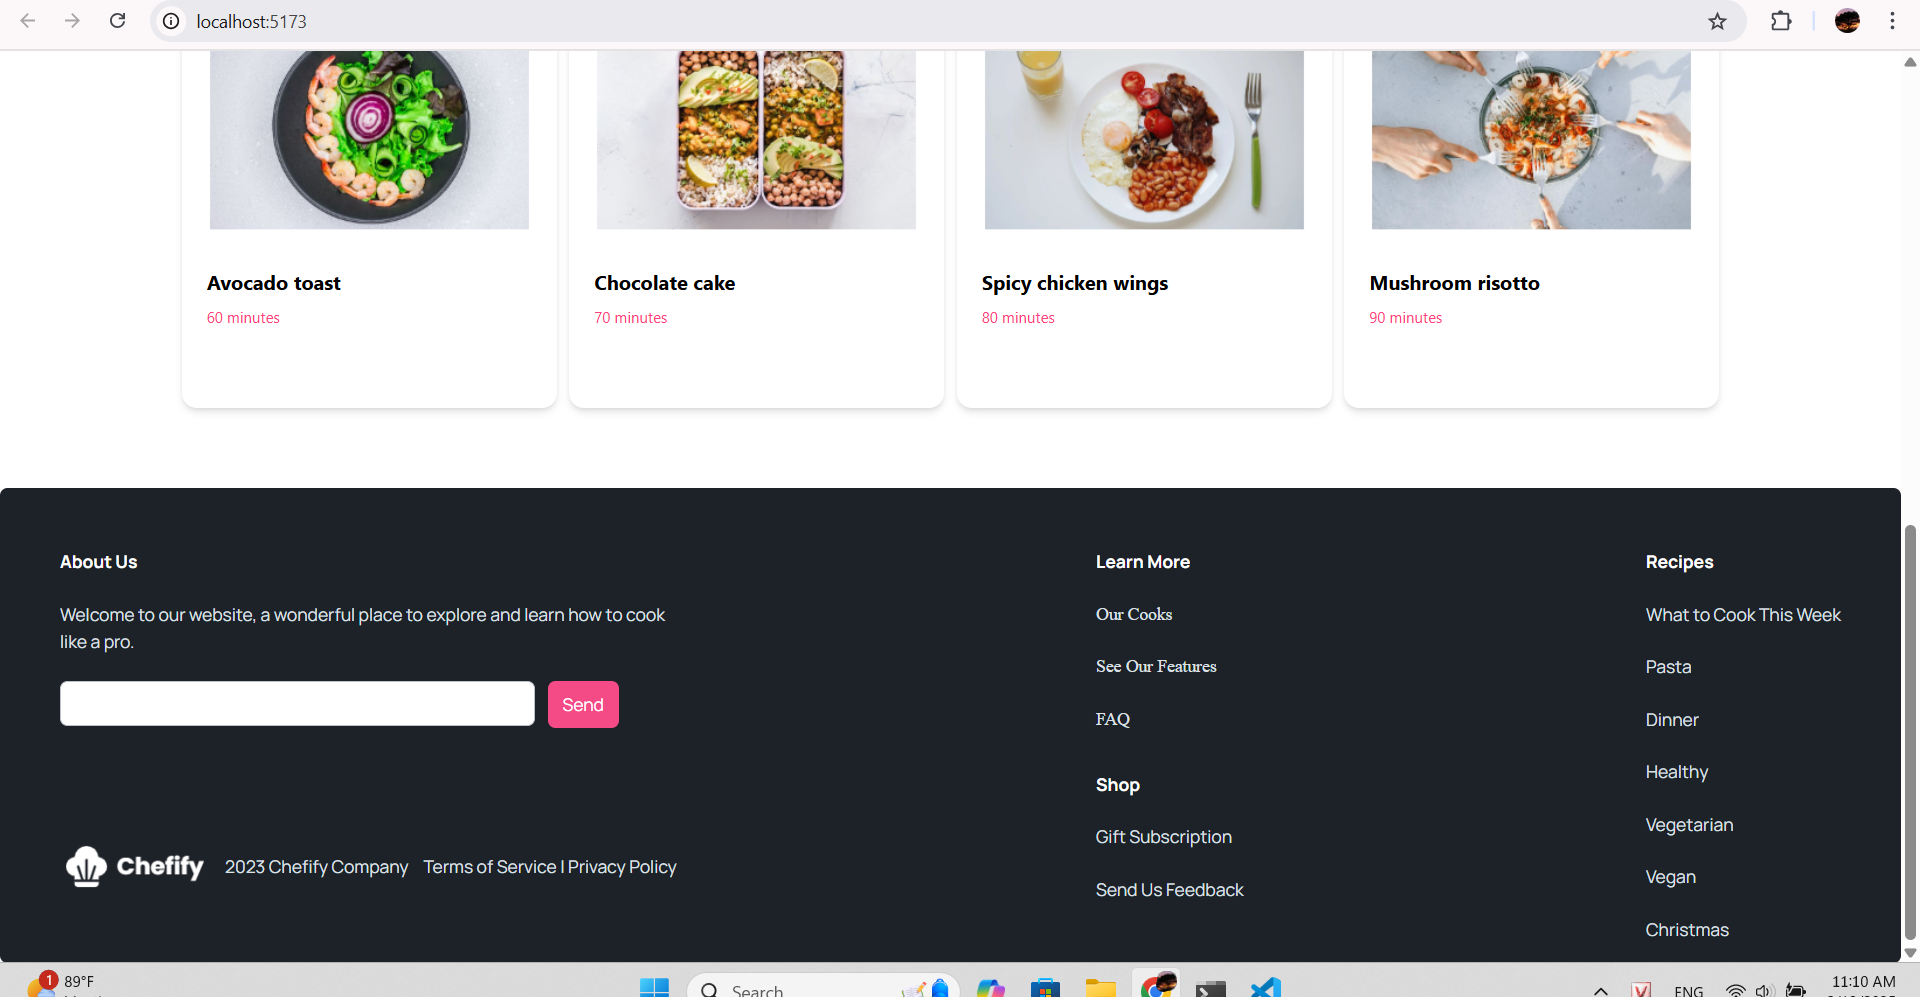 localhost:5173
Avocado toast
60 minutes
Chocolate cake
70 minutes
Spicy chicken wings
80 minutes
Mushroom risotto
90 minutes
About Us
Welcome to our website, a wonderful place to explore and learn how to cook
like a pro.
Send
Chefify
2023 Chefify Company
Terms of Service | Privacy Policy
Learn More
Our Cooks
See Our Features
FAQ
Shop
Gift Subscription
Send Us Feedback
Recipes
What to Cook This Week
Pasta
Dinner
Healthy
Vegetarian
Vegan
Christmas
1
89°F
Search
V
ENG
11:10 AM